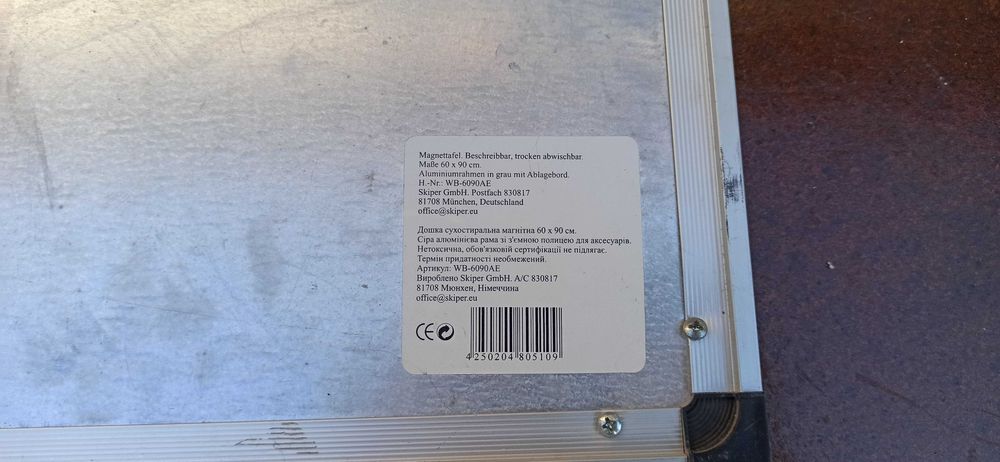 Magnettafel. Beschreibbar, trocken abwischbar.
Maße 60 x 90 cm.
Aluminiumrahmen in grau mit Ablagebord.
H.-Nr.: WB-6090AE
Skiper GmbH. Postfach 830817
81708 München, Deutschland
office@skiper.eu
Дошка сухостиральна магнітна 60 х 90 см.
Сіра алюмінієва рама зі з'ємною полицею для аксесуарів.
Нетоксична, обов'язковій сертифікації не підлягає.
Термін придатності необмежений.
Артикул: WB-6090AE
Вироблено Skiper GmbH. А/С 830817
81708 Мюнхен, Німеччина
office@skiper.eu
CE
4 250204 805109